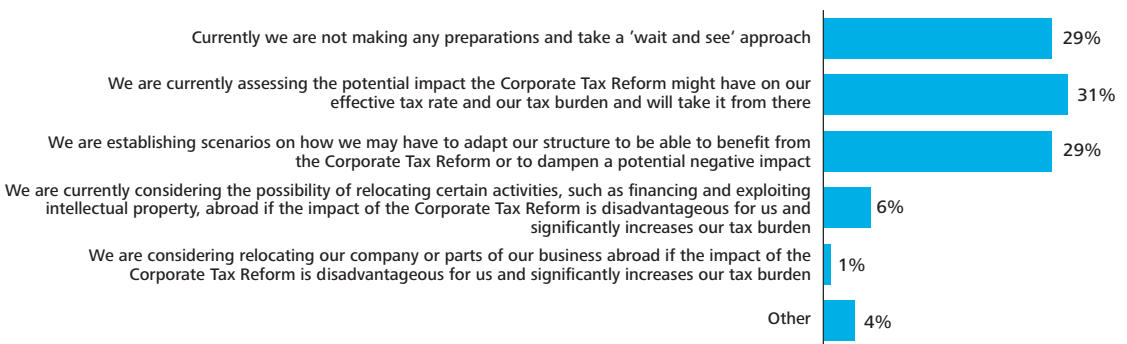 Currently we are not making any preparations and take a ‘wait and see‘ approach
29%
We are currently assessing the potential impact the Corporate Tax Reform might have on our
effective tax rate and our tax burden and will take it from there
31%
We are establishing scenarios on how we may have to adapt our structure to be able to benefit from
the Corporate Tax Reform or to dampen a potential negative impact
29%
We are currently considering the possibility of relocating certain activities, such as financing and exploiting
intellectual property, abroad if the impact of the Corporate Tax Reform is disadvantageous for us and
significantly increases our tax burden
6%
We are considering relocating our company or parts of our business abroad if the impact of the
Corporate Tax Reform is disadvantageous for us and significantly increases our tax burden
1%
Other
4%